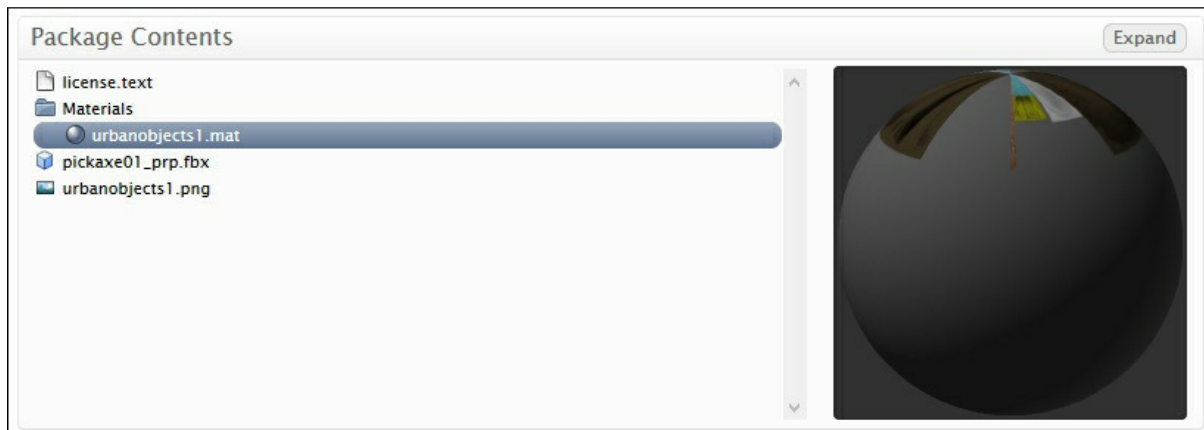 Package Contents
Expand
license.text
Materials
urbanobjects1.mat
pickaxe01_prp.fbx
urbanobjects1.png